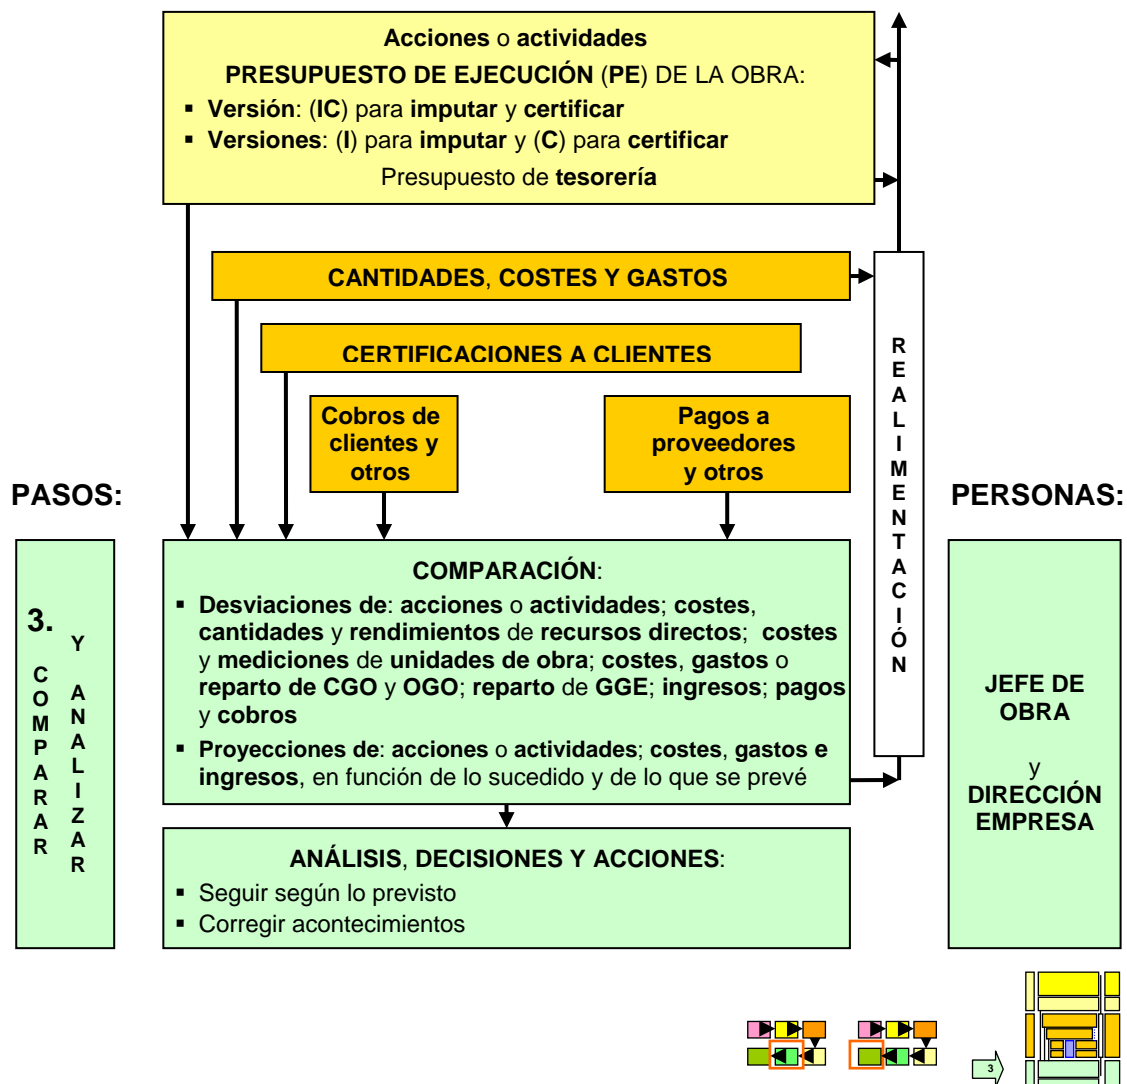 Acciones o actividades
PRESUPUESTO DE EJECUCIÓN (PE) DE LA OBRA:
▪ Versión: (IC) para imputar y certificar
▪ Versiones: (I) para imputar y (C) para certificar
Presupuesto de tesorería
CANTIDADES, COSTES Y GASTOS
CERTIFICACIONES A CLIENTES
Cobros de
clientes y
otros
Pagos a
proveedores
y otros
REALIMENTACIÓN
PASOS:
PERSONAS:
3.
COMPARAR
Y ANALIZAR
COMPARACIÓN:
▪ Desviaciones de: acciones o actividades; costes,
cantidades y rendimientos de recursos directos; costes
y mediciones de unidades de obra; costes, gastos o
reparto de CGO y OGO; reparto de GGE; ingresos; pagos
y cobros
▪ Proyecciones de: acciones o actividades; costes, gastos e
ingresos, en función de lo sucedido y de lo que se prevé
JEFE DE
OBRA
y
DIRECCIÓN
EMPRESA
ANÁLISIS, DECISIONES Y ACCIONES:
▪ Seguir según lo previsto
▪ Corregir acontecimientos
3